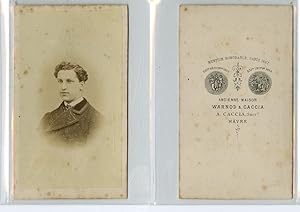 MENTION HONORABLE, PARIS 1867
ANCIENNE MAISON
WARNOD & CACCIA
A. CACCIA, Succr
HAVRE